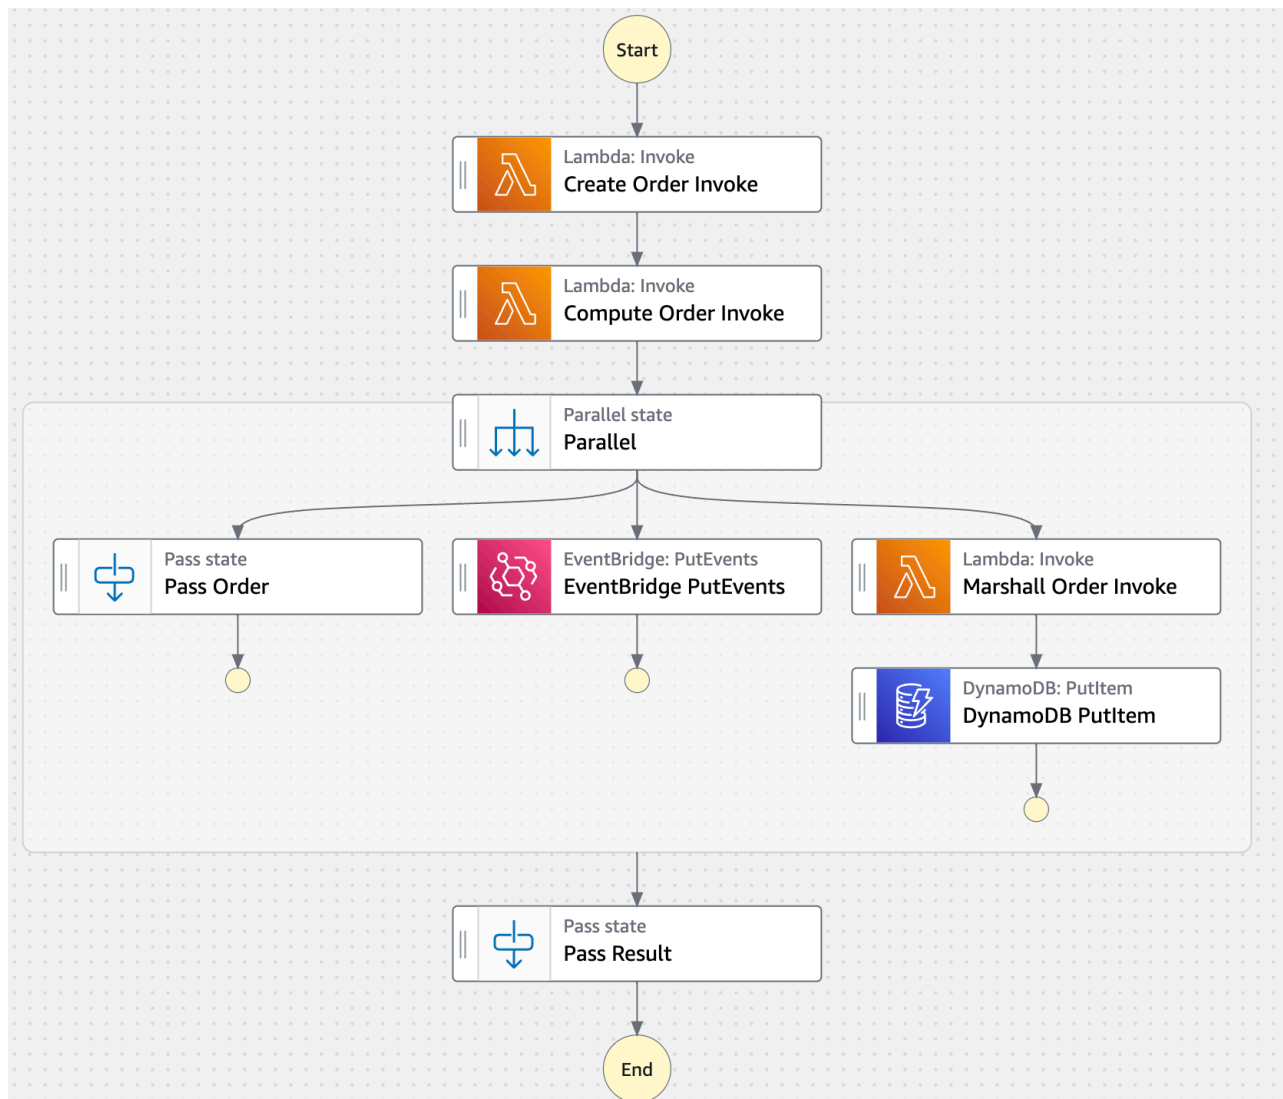 Start
Lambda: Invoke
Create Order Invoke
Lambda: Invoke
Compute Order Invoke
Parallel state
Parallel
Pass state
Pass Order
EventBridge: PutEvents
EventBridge PutEvents
Lambda: Invoke
Marshall Order Invoke
DynamoDB: PutItem
DynamoDB PutItem
Pass state
Pass Result
End